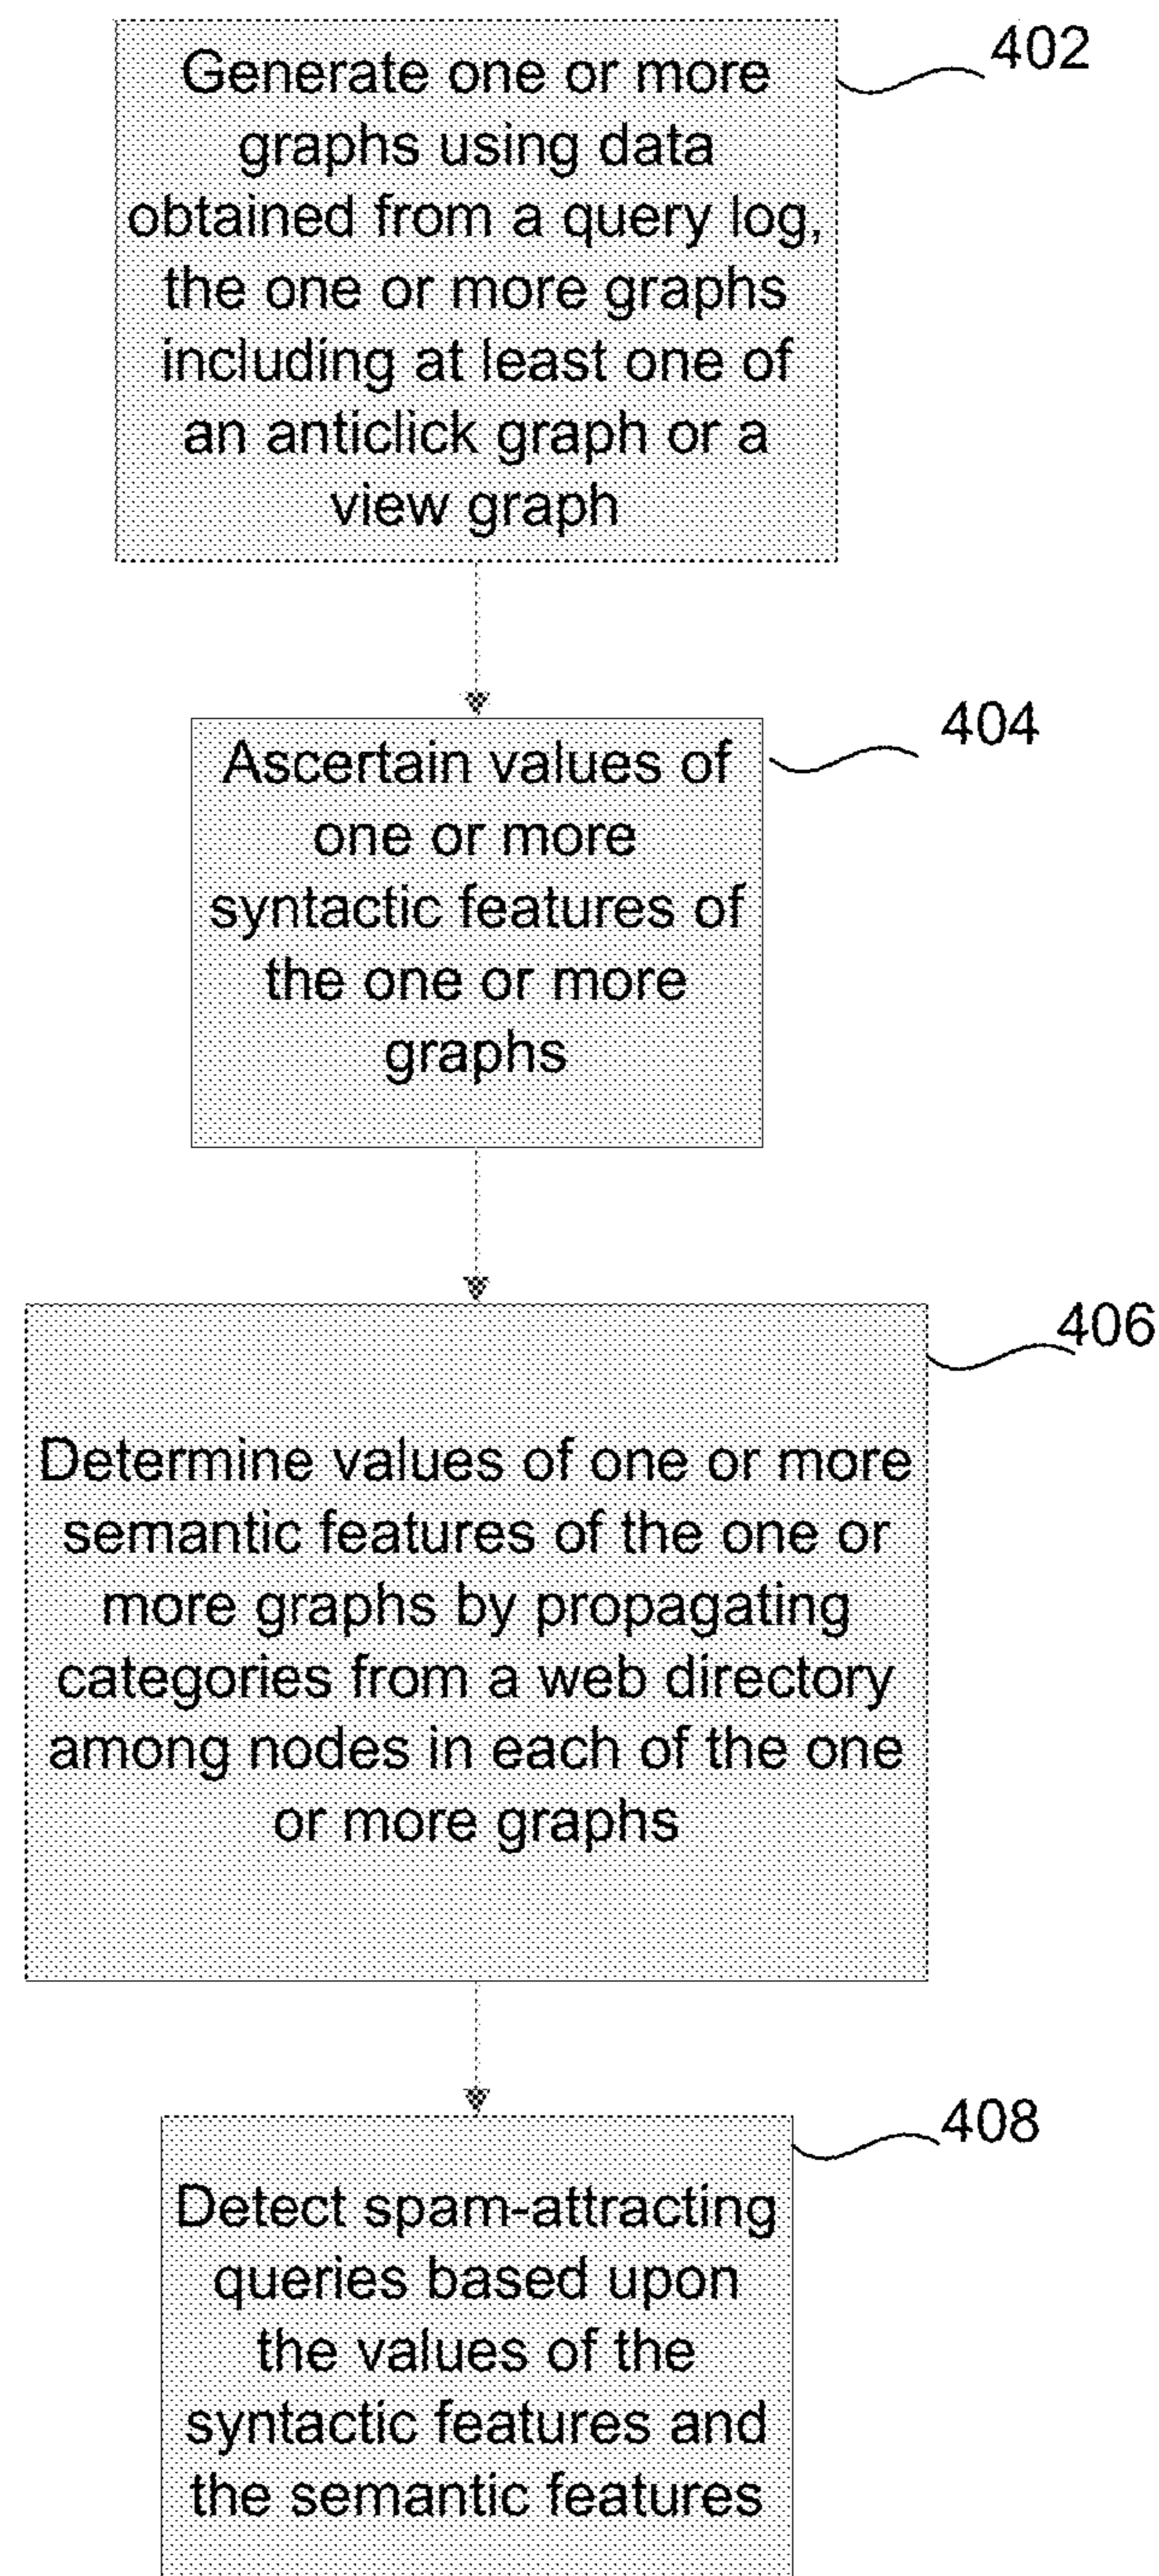 Generate one or more
402
graphs using data
obtained from a query log,
the one or more graphs
including at least one of
an anticlick graph or a
view graph
Ascertain values of
404
one or more
syntactic features of
the one or more
graphs
406
Determine values of one or more
semantic features of the one or
more graphs by propagating
categories from a web directory
among nodes in each of the one
or more graphs
408
Detect spam-attracting
queries based upon
the values of the
syntactic features and
the semantic features